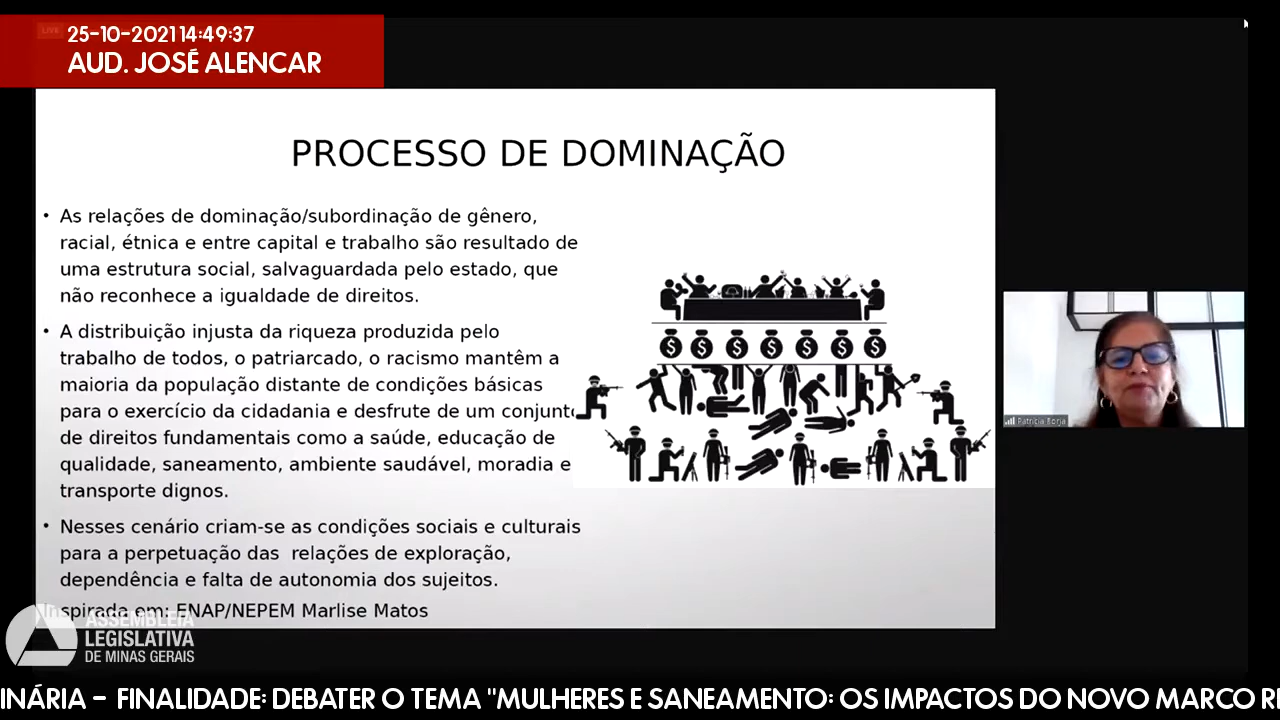 LIVE
25-10-2021 14:49:37
AUD. JOSÉ ALENCAR
PROCESSO DE DOMINAÇÃO
• As relações de dominação/subordinação de gênero,
racial, étnica e entre capital e trabalho são resultado de
uma estrutura social, salvaguardada pelo estado, que
não reconhece a igualdade de direitos.
• A distribuição injusta da riqueza produzida pelo
trabalho de todos, o patriarcado, o racismo mantêm a
maioria da população distante de condições básicas
para o exercício da cidadania e desfrute de um conjunto
de direitos fundamentais como a saúde, educação de
qualidade, saneamento, ambiente saudável, moradia e
transporte dignos.
• Nesses cenário criam-se as condições sociais e culturais
para a perpetuação das relações de exploração,
dependência e falta de autonomia dos sujeitos.
Inspirada em: ENAP/NEPEM Marlise Matos
$ $ $ $ $ $ $
Patricia Borja
ASSEMBLEIA
LEGISLATIVA
DE MINAS GERAIS
INÁRIA - FINALIDADE: DEBATER O TEMA "MULHERES E SANEAMENTO: OS IMPACTOS DO NOVO MARCO RE